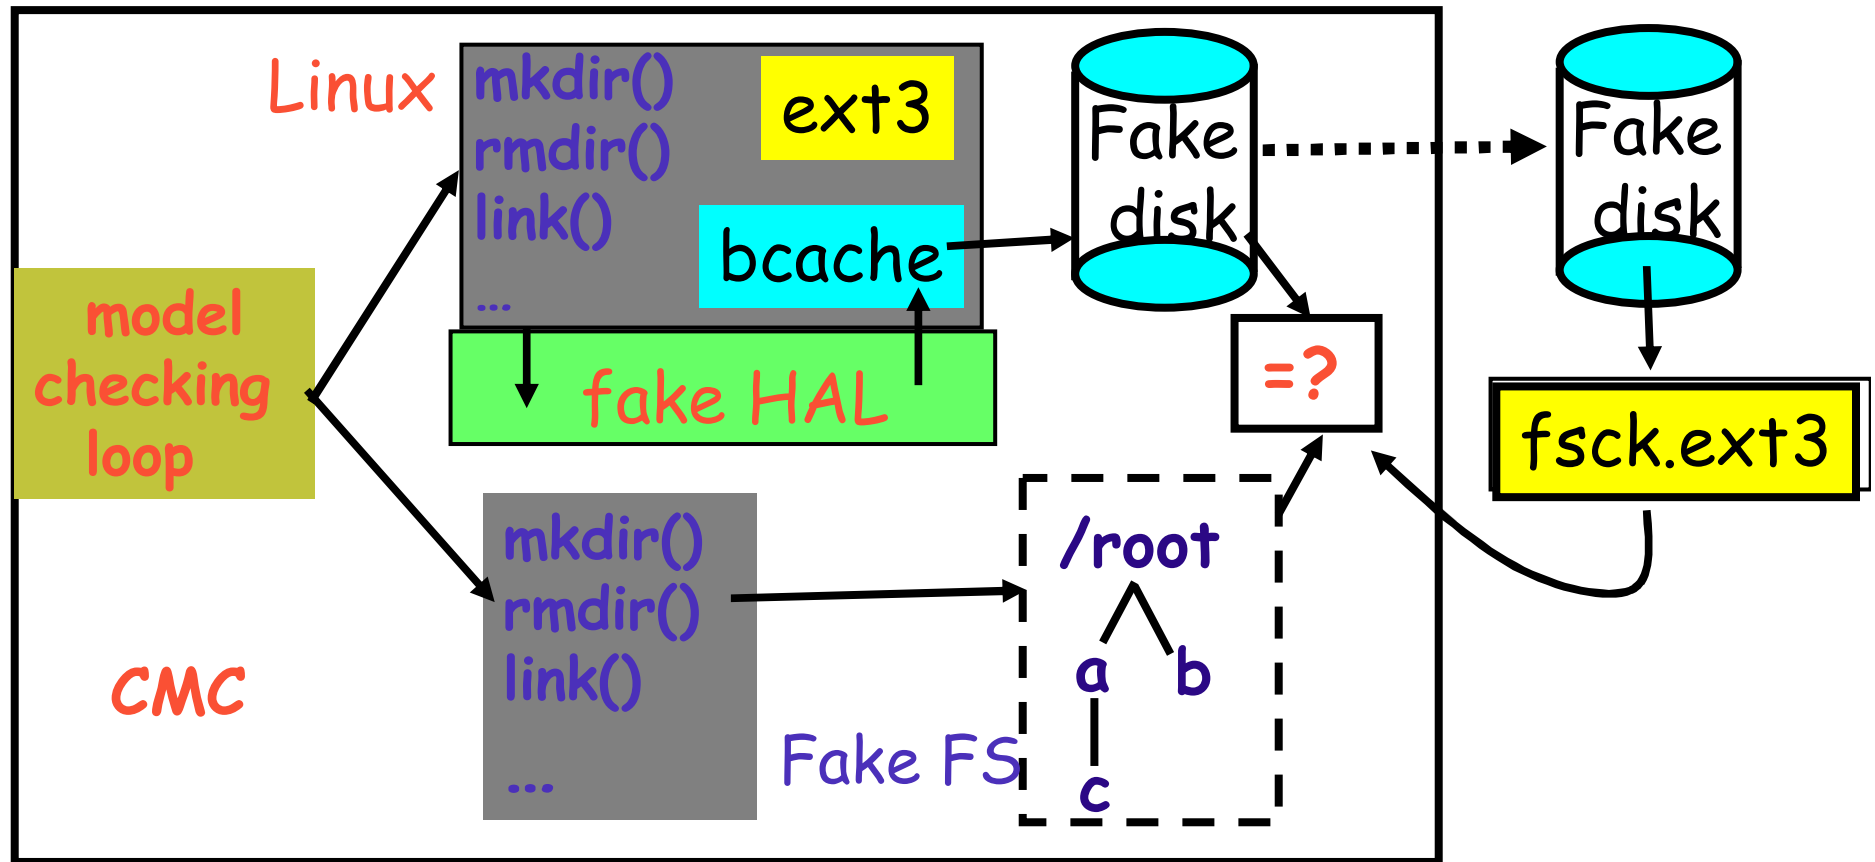 Linux
mkdir()
rmdir()
link()
...
ext3
bcache
fake HAL
Fake
disk
Fake
disk
model
checking
loop
=?
fsck.ext3
CMC
mkdir()
rmdir()
link()
...
Fake FS
/root
a b
c